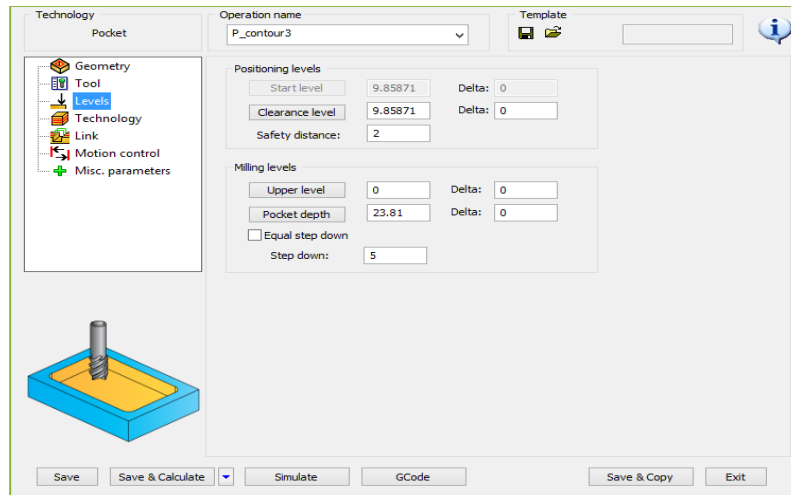 Technology
Pocket
Operation name
P_contour3
Template
Geometry
Tool
Levels
Technology
Link
Motion control
Misc. parameters
Positioning levels
Start level 9.85871 Delta: 0
Clearance level 9.85871 Delta: 0
Safety distance: 2
Milling levels
Upper level 0 Delta: 0
Pocket depth 23.81 Delta: 0
Equal step down
Step down: 5
Save Save & Calculate Simulate GCode Save & Copy Exit